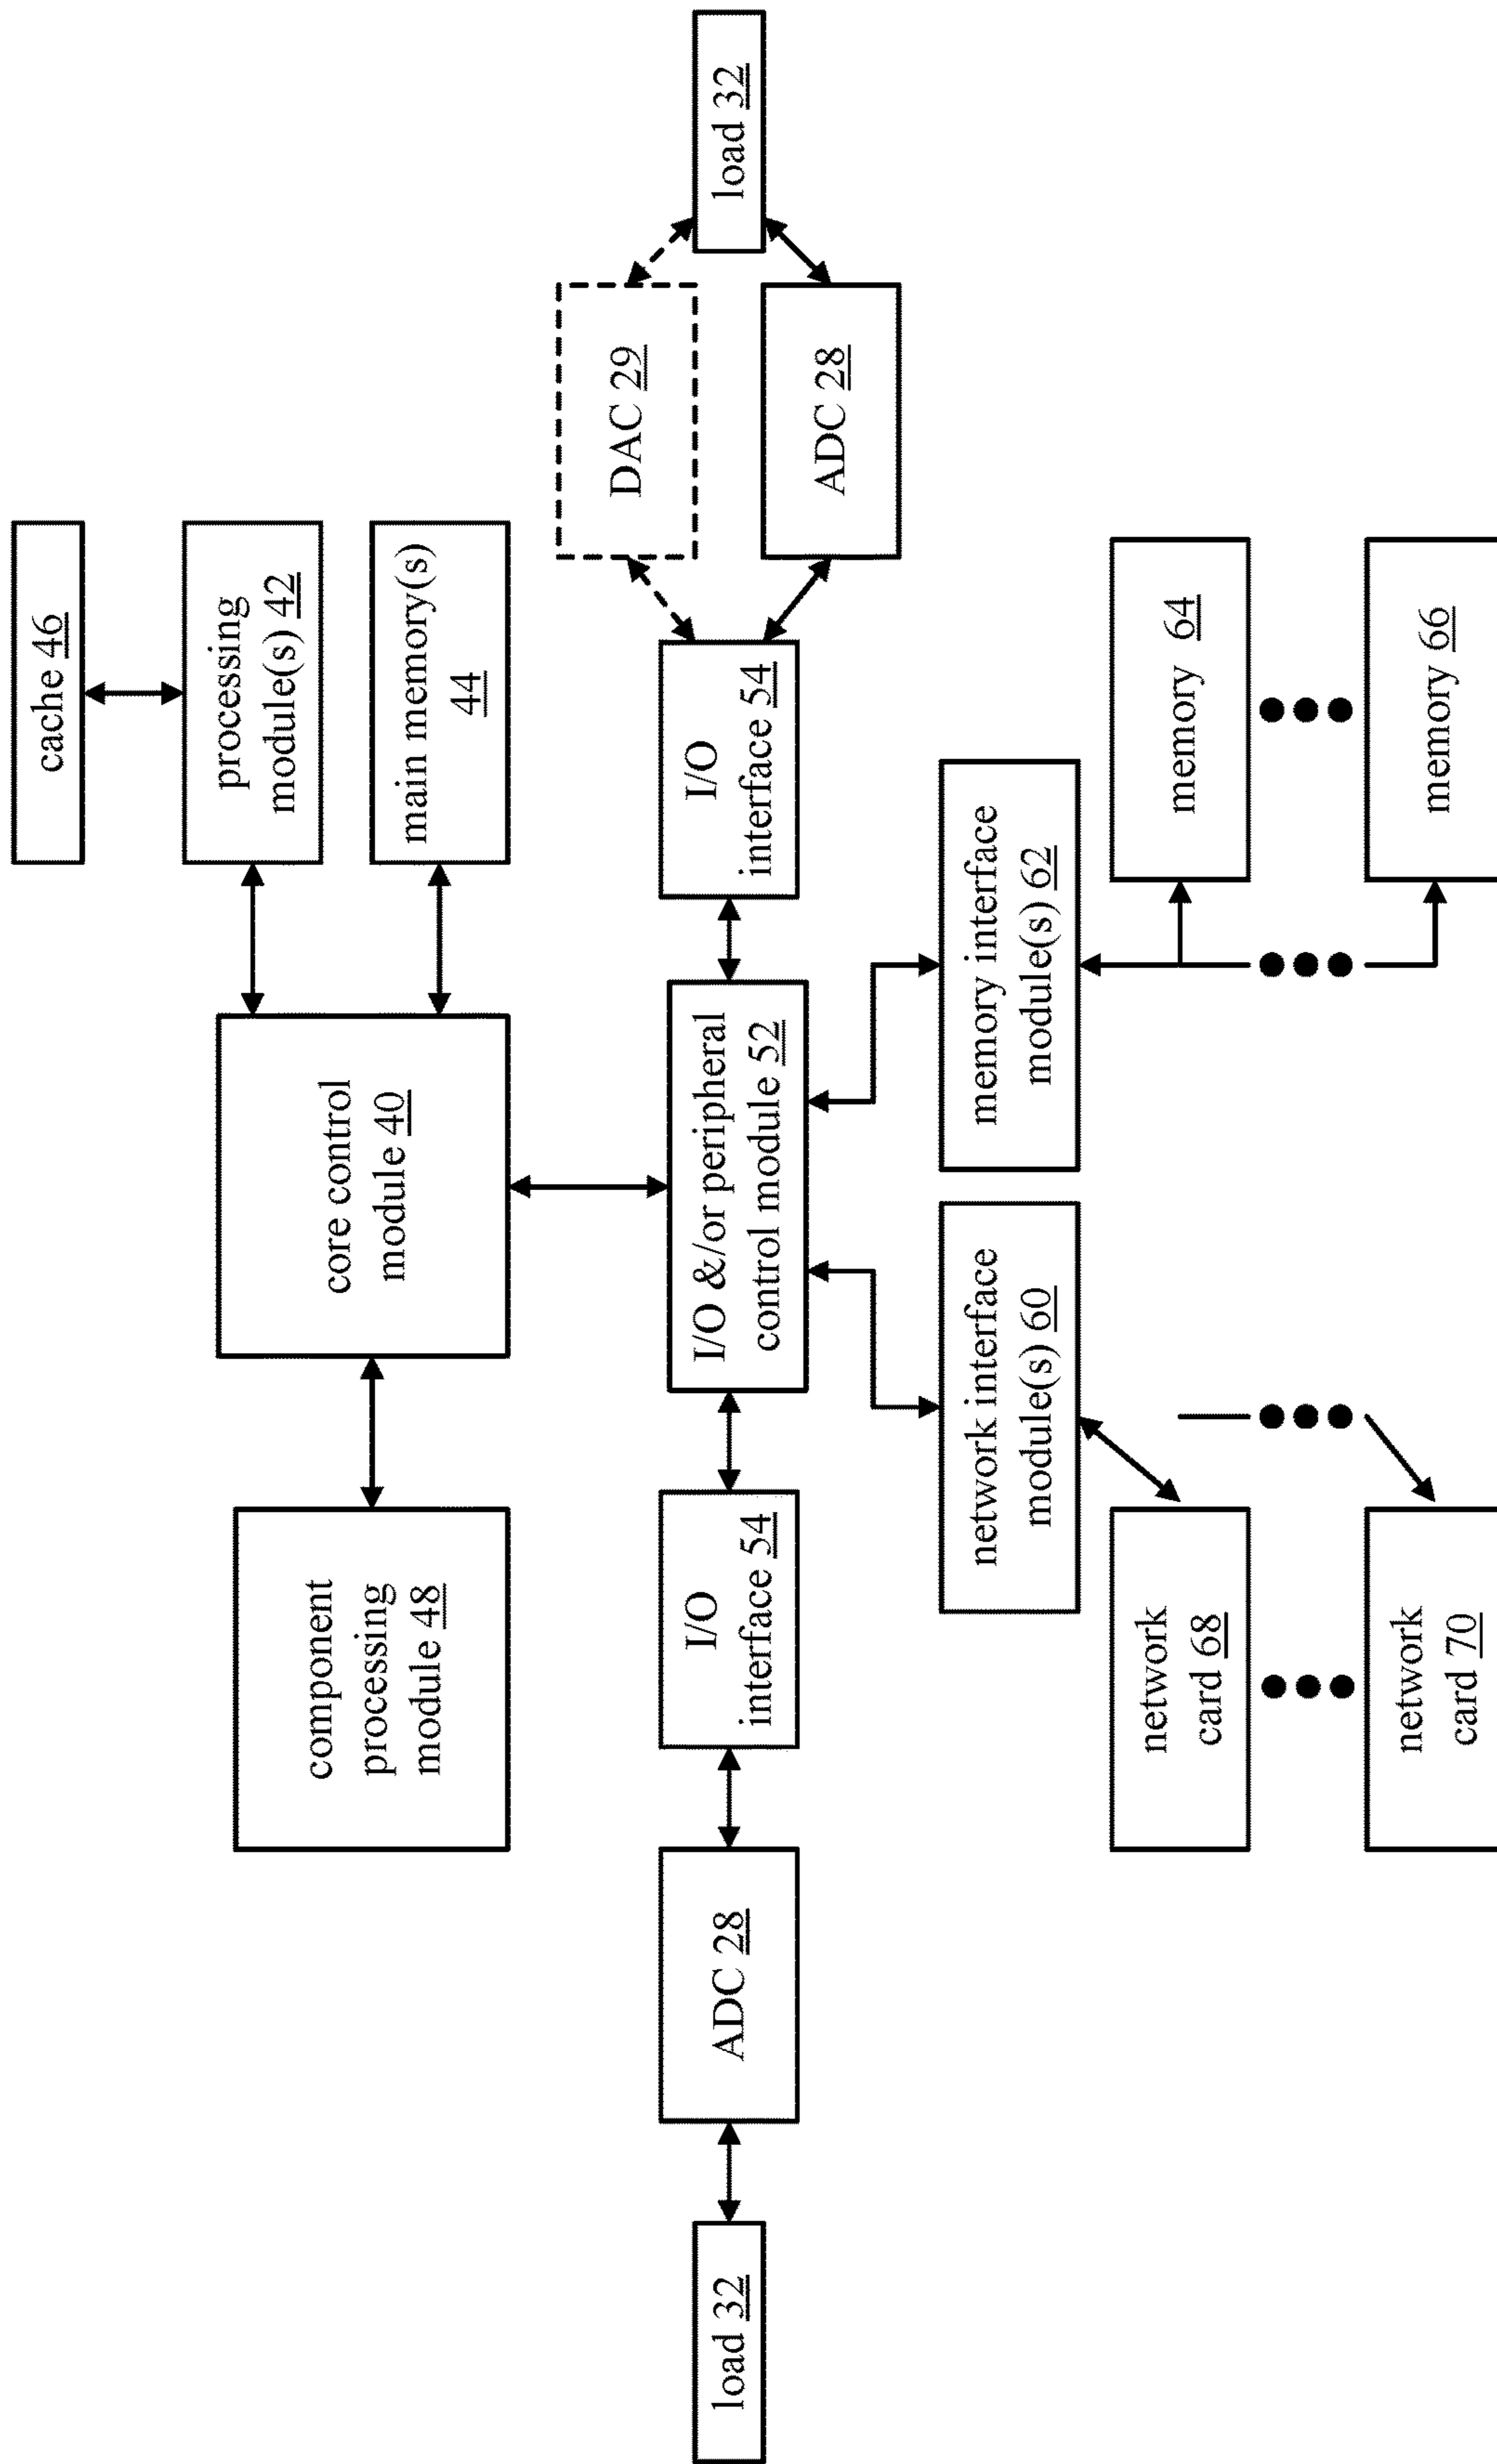 cache 46
processing
module(s) 42
main memory(s)
44
core control
module 40
component
processing
module 48
load 32
ADC 28
I/O
interface 54
I/O &/or peripheral
control module 52
I/O
interface 54
DAC 29
ADC 28
load 32
network interface
module(s) 60
memory interface
module(s) 62
network
card 68
memory 64
network
card 70
memory 66